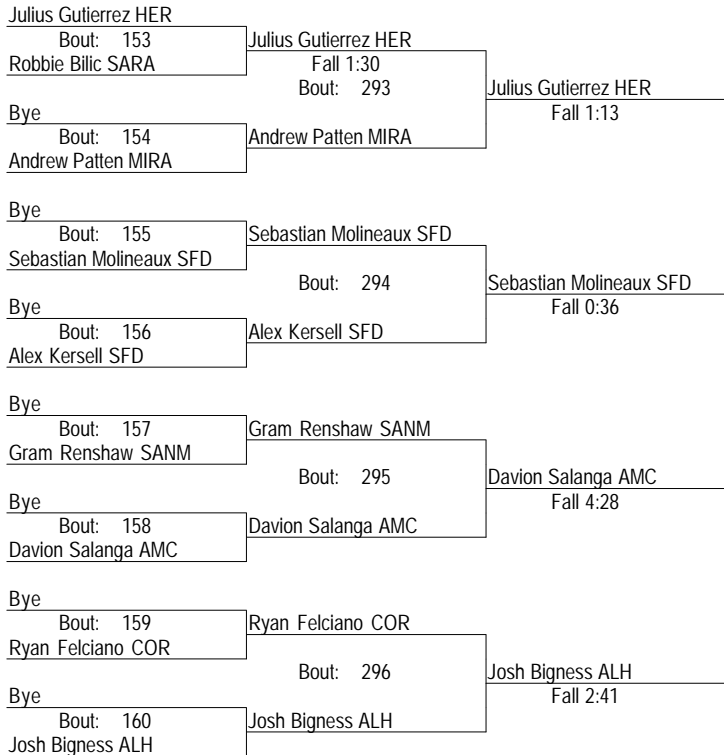 Julius Gutierrez HER
Bout: 153
Julius Gutierrez HER
Robbie Bilic SARA
Fall 1:30
Bout: 293
Julius Gutierrez HER
Bye
Fall 1:13
Bout: 154
Andrew Patten MIRA
Andrew Patten MIRA
Bye
Bout: 155
Sebastian Molineaux SFD
Sebastian Molineaux SFD
Bout: 294
Sebastian Molineaux SFD
Bye
Fall 0:36
Bout: 156
Alex Kersell SFD
Alex Kersell SFD
Bye
Bout: 157
Gram Renshaw SANM
Gram Renshaw SANM
Bout: 295
Davion Salanga AMC
Bye
Fall 4:28
Bout: 158
Davion Salanga AMC
Davion Salanga AMC
Bye
Bout: 159
Ryan Felciano COR
Ryan Felciano COR
Bout: 296
Josh Bigness ALH
Bye
Fall 2:41
Bout: 160
Josh Bigness ALH
Josh Bigness ALH